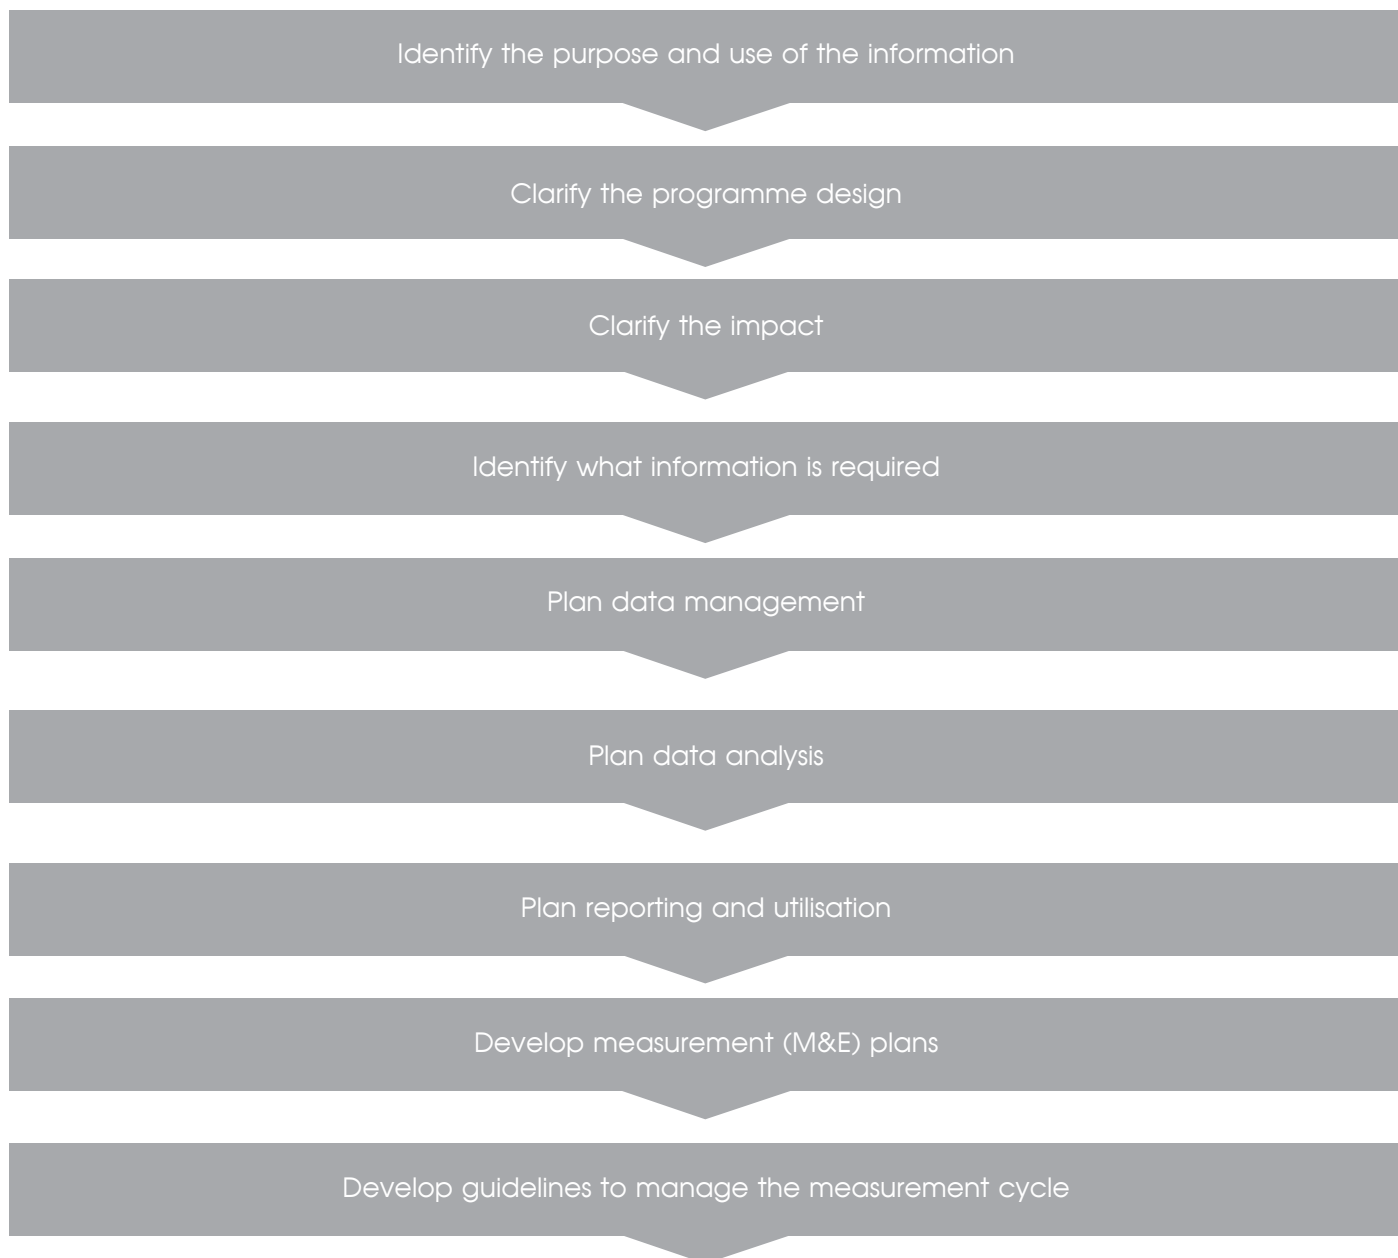 Identify the purpose and use of the information
Clarify the programme design
Clarify the impact
Identify what information is required
Plan data management
Plan data analysis
Plan reporting and utilisation
Develop measurement (M&E) plans
Develop guidelines to manage the measurement cycle